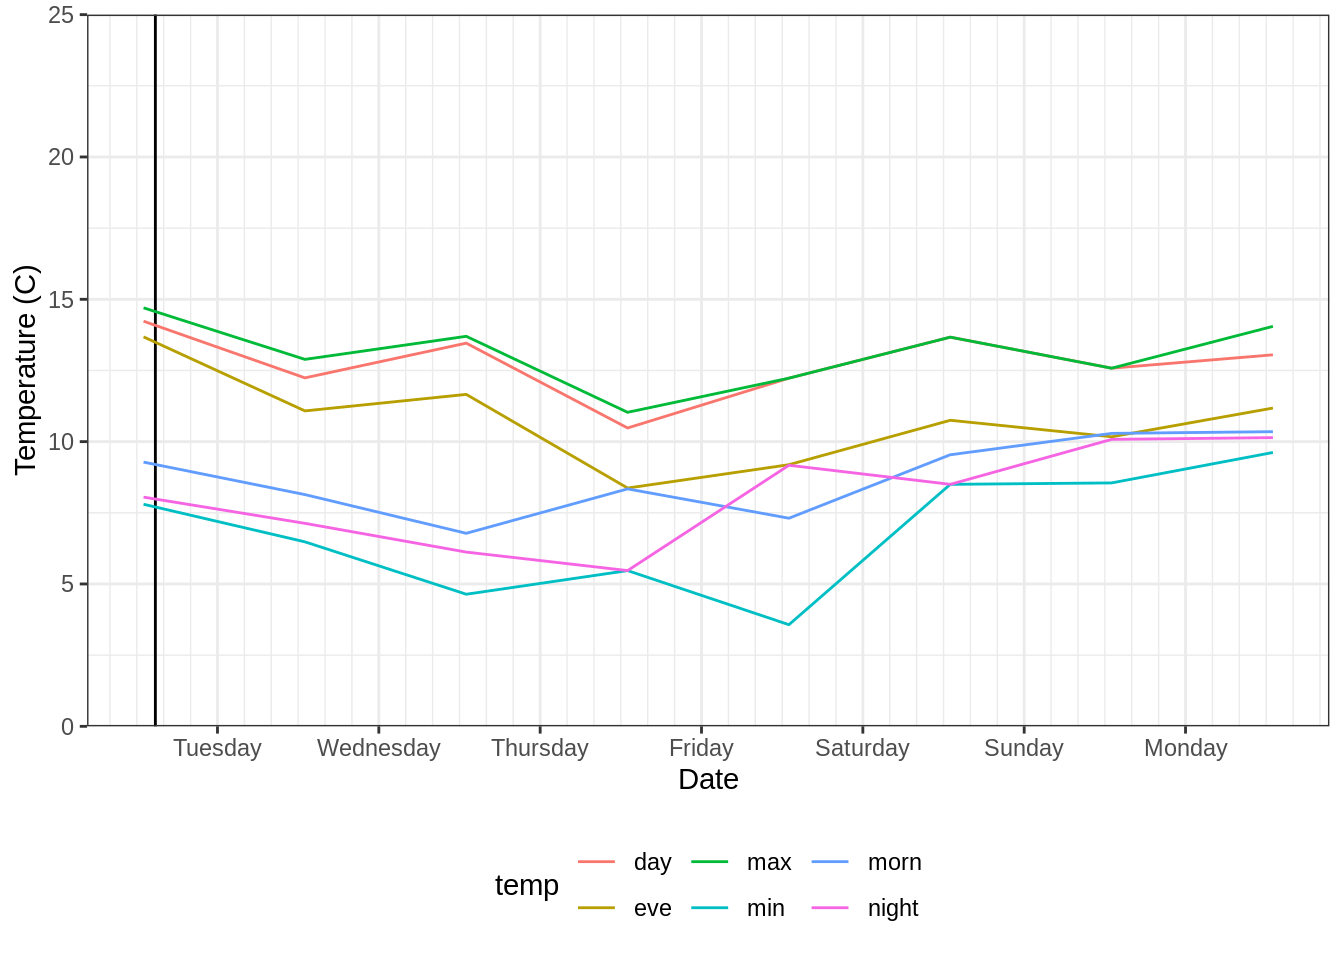 25
20
15
10
5
0
Temperature (C)
Tuesday Wednesday Thursday Friday Saturday Sunday Monday
Date
temp
day max morn
eve min night